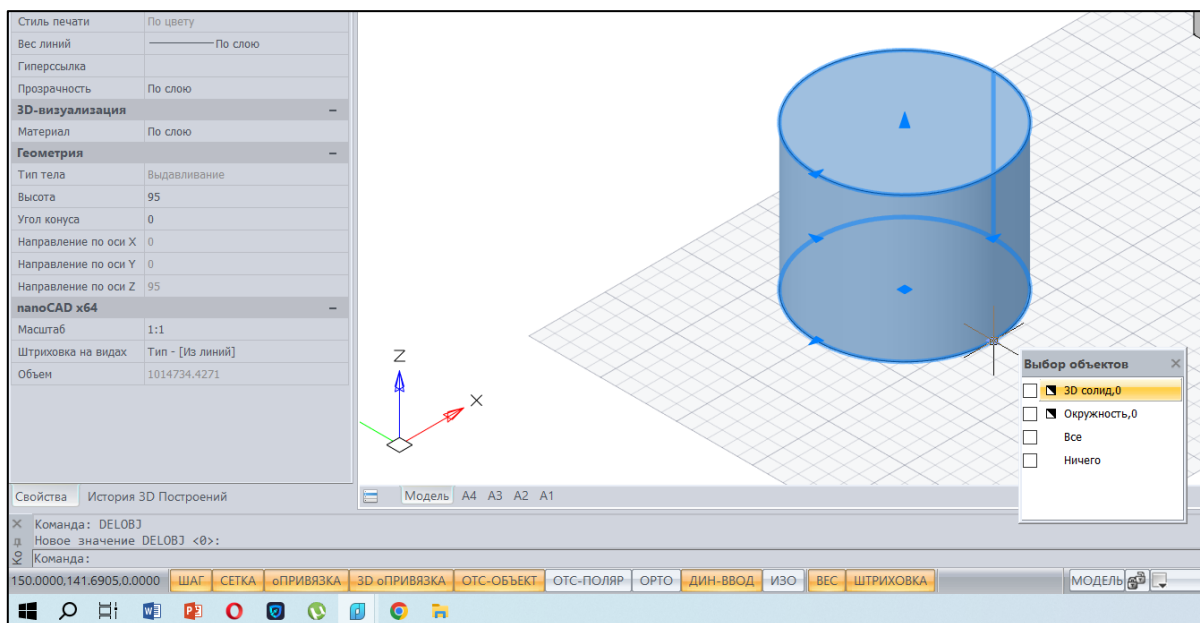 Стиль печати По цвету
Вес линий По слою
Гиперссылка
Прозрачность По слою
3D-визуализация
Материал По слою
Геометрия
Тип тела Выдавливание
Высота 95
Угол конуса 0
Направление по оси X 0
Направление по оси Y 0
Направление по оси Z 95
nanoCAD x64
Масштаб 1:1
Штриховка на видах Тип - [Из линий]
Объем 1014734.4271
Z
X
Выбор объектов
3D солид,0
Окружность,0
Все
Ничего
Свойства История 3D Построений
Модель A4 A3 A2 A1
Команда: DELOBJ
Новое значение DELOBJ <0>:
Ко
Команда:
150.0000,141.6905,0.0000 ШАГ СЕТКА оПРИВЯЗКА 3D оПРИВЯЗКА ОТС-ОБЪЕКТ ОТС-ПОЛЯР ОРТО ДИН-ВВОД ИЗО ВЕС ШТРИХОВКА МОДЕЛЬ